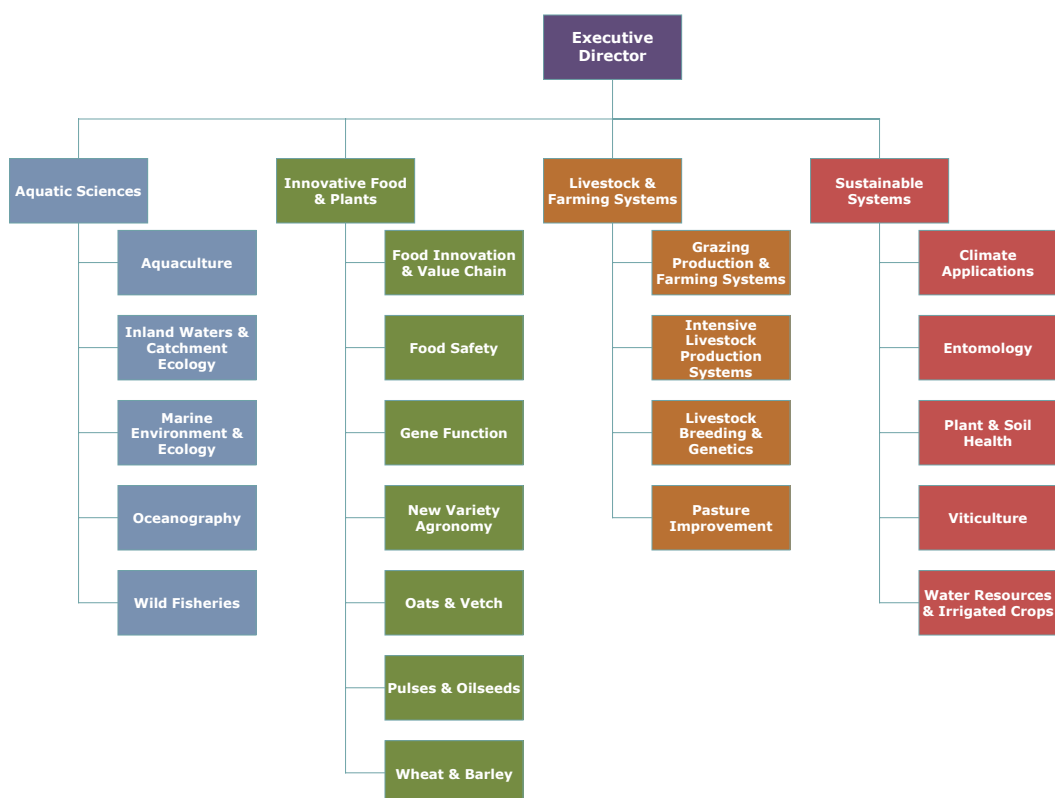 Executive
Director
Aquatic Sciences
Innovative Food
& Plants
Livestock &
Farming Systems
Sustainable
Systems
Aquaculture
Inland Waters &
Catchment
Ecology
Marine
Environment &
Ecology
Oceanography
Wild Fisheries
Food Innovation
& Value Chain
Food Safety
Gene Function
New Variety
Agronomy
Oats & Vetch
Pulses & Oilseeds
Wheat & Barley
Grazing
Production &
Farming Systems
Intensive
Livestock
Production
Systems
Livestock
Breeding &
Genetics
Pasture
Improvement
Climate
Applications
Entomology
Plant & Soil
Health
Viticulture
Water Resources
& Irrigated Crops